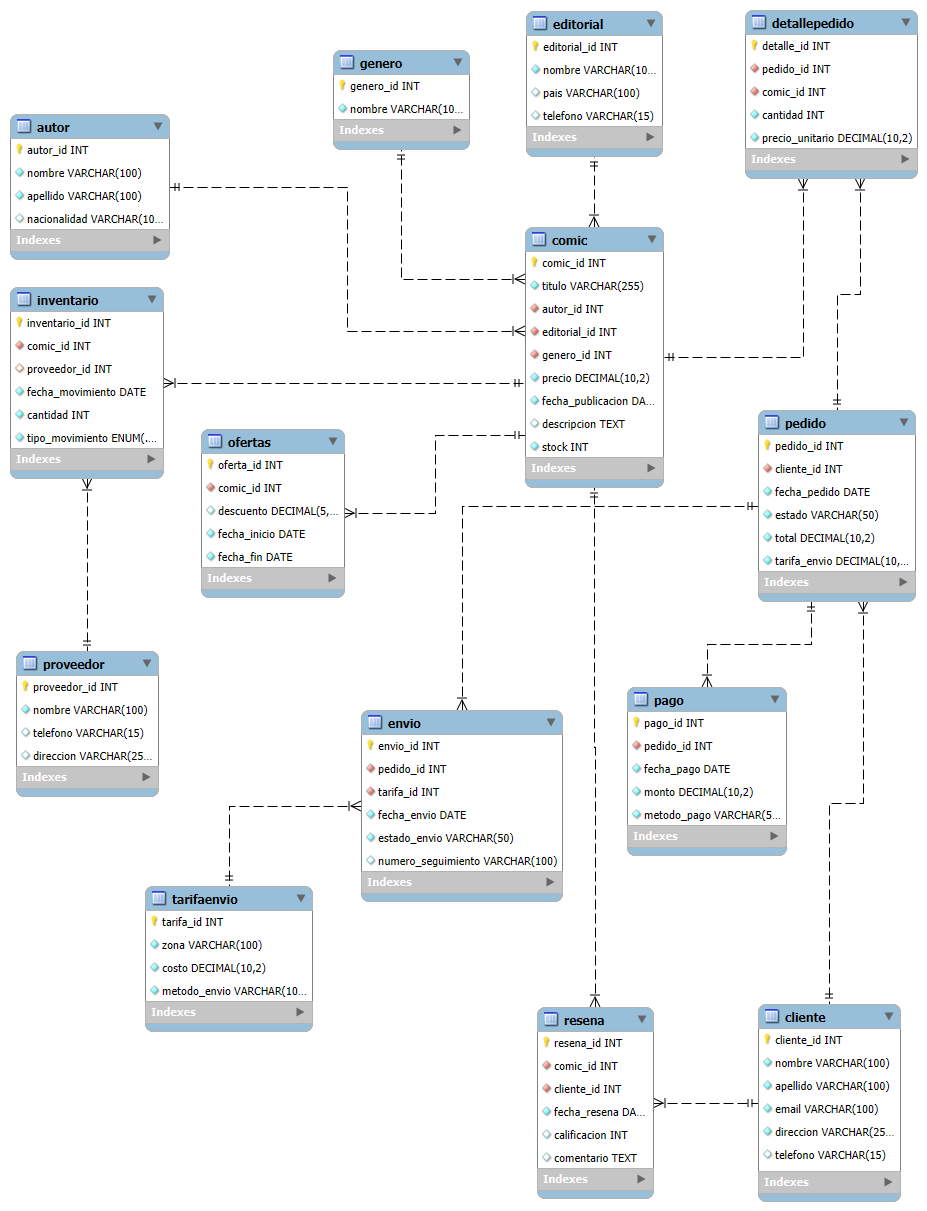 editorial
editorial_id INT
nombre VARCHAR(10...
pais VARCHAR(100)
telefono VARCHAR(15)
Indexes
detallepedido
detalle_id INT
pedido_id INT
comic_id INT
cantidad INT
precio_unitario DECIMAL(10,2)
Indexes
genero
genero_id INT
nombre VARCHAR(10...
Indexes
autor
autor_id INT
nombre VARCHAR(100)
apellido VARCHAR(100)
nacionalidad VARCHAR(10...
Indexes
comic
comic_id INT
titulo VARCHAR(255)
autor_id INT
editorial_id INT
genero_id INT
precio DECIMAL(10,2)
fecha_publicacion DA...
descripcion TEXT
stock INT
Indexes
inventario
inventario_id INT
comic_id INT
proveedor_id INT
fecha_movimiento DATE
cantidad INT
tipo_movimiento ENUM(...
Indexes
ofertas
oferta_id INT
comic_id INT
descuento DECIMAL(5,...
fecha_inicio DATE
fecha_fin DATE
Indexes
pedido
pedido_id INT
cliente_id INT
fecha_pedido DATE
estado VARCHAR(50)
total DECIMAL(10,2)
tarifa_envio DECIMAL(10,...
Indexes
proveedor
proveedor_id INT
nombre VARCHAR(100)
telefono VARCHAR(15)
direccion VARCHAR(25...
Indexes
envio
envio_id INT
pedido_id INT
tarifa_id INT
fecha_envio DATE
estado_envio VARCHAR(50)
numero_seguimiento VARCHAR(100)
Indexes
pago
pago_id INT
pedido_id INT
fecha_pago DATE
monto DECIMAL(10,2)
metodo_pago VARCHAR(5...
Indexes
tarifaenvio
tarifa_id INT
zona VARCHAR(100)
costo DECIMAL(10,2)
metodo_envio VARCHAR(10...
Indexes
resena
resena_id INT
comic_id INT
cliente_id INT
fecha_resena DA...
calificacion INT
comentario TEXT
Indexes
cliente
cliente_id INT
nombre VARCHAR(100)
apellido VARCHAR(100)
email VARCHAR(100)
direccion VARCHAR(25...
telefono VARCHAR(15)
Indexes